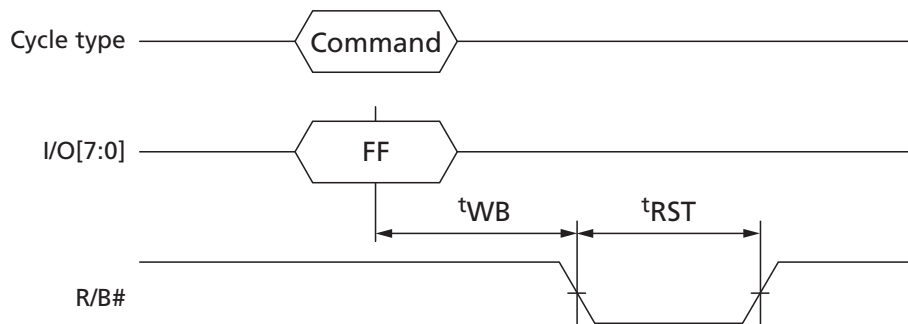 Cycle type
Command
I/O[7:0]
FF
tWB
tRST
R/B#